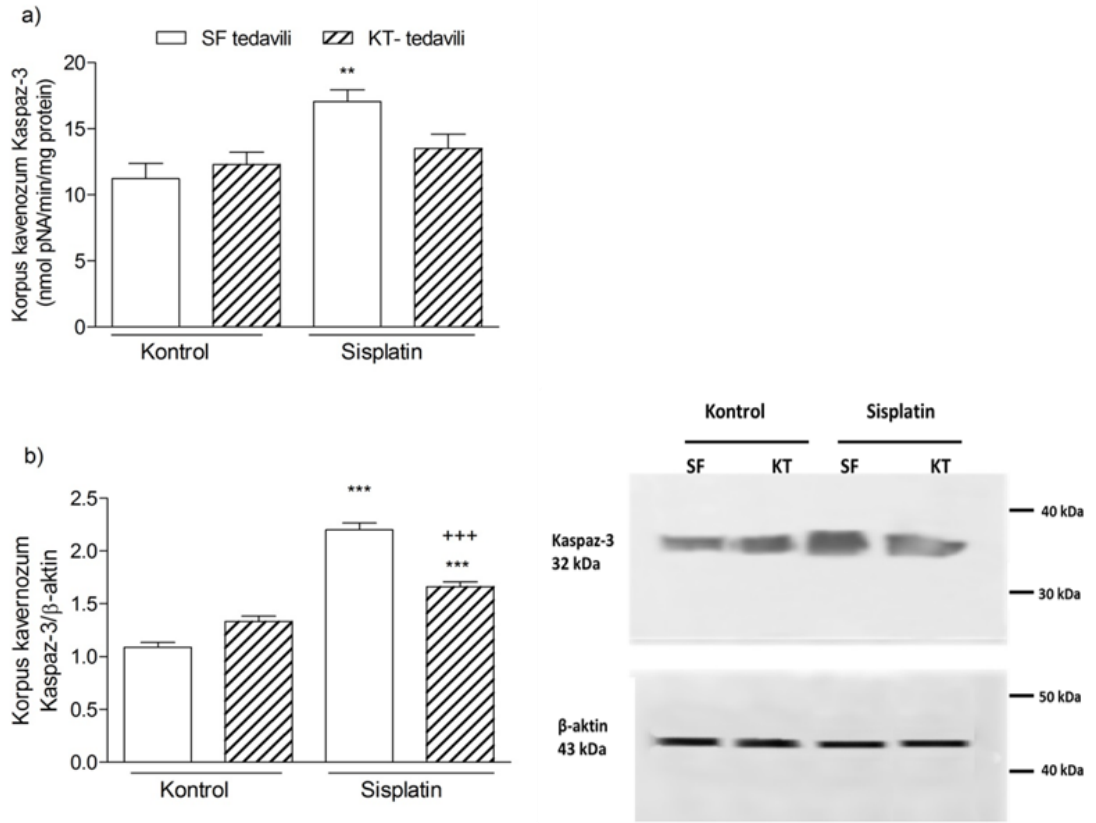 a)
SF tedavili KT- tedavili
Korpus kavenozum Kaspaz-3
(nmol pNA/min/mg protein)
20
**
15
10
5
0
Kontrol Sisplatin
b)
Korpus kavernozum
Kaspaz-3/β-aktin
2.5
***
2.0
+++
***
1.5
1.0
0.5
0.0
Kontrol Sisplatin
Kontrol Sisplatin
SF KT SF KT
40 kDa
Kaspaz-3
32 kDa
30 kDa
50 kDa
β-aktin
43 kDa
40 kDa